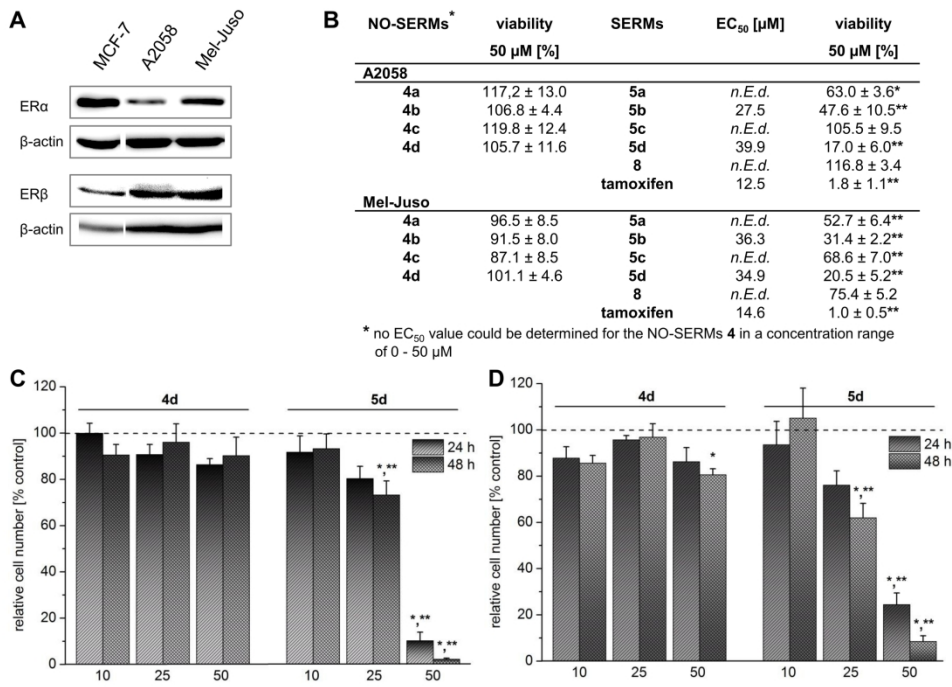 A
MCF-7 A2058 Mel-Juso
ERα
β-actin
ERβ
β-actin
B
NO-SERMs* viability SERMs EC50 [µM] viability
50 µM [%] 50 µM [%]
A2058
4a 117,2 ± 13.0 5a n.E.d. 63.0 ± 3.6*
4b 106.8 ± 4.4 5b 27.5 47.6 ± 10.5**
4c 119.8 ± 12.4 5c n.E.d. 105.5 ± 9.5
4d 105.7 ± 11.6 5d 39.9 17.0 ± 6.0**
8 n.E.d. 116.8 ± 3.4
tamoxifen 12.5 1.8 ± 1.1**
Mel-Juso
4a 96.5 ± 8.5 5a n.E.d. 52.7 ± 6.4**
4b 91.5 ± 8.0 5b 36.3 31.4 ± 2.2**
4c 87.1 ± 8.5 5c n.E.d. 68.6 ± 7.0**
4d 101.1 ± 4.6 5d 34.9 20.5 ± 5.2**
8 n.E.d. 75.4 ± 5.2
tamoxifen 14.6 1.0 ± 0.5**
* no EC50 value could be determined for the NO-SERMs 4 in a concentration range
of 0 - 50 µM
C
relative cell number [% control]
120
100
80
60
40
20
0
4d 5d
24 h
48 h
*,**
*,**
*,**
10 25 50 10 25 50
D
relative cell number [% control]
120
100
80
60
40
20
0
4d 5d
24 h
48 h
*
*,**
*,**
*,**
10 25 50 10 25 50